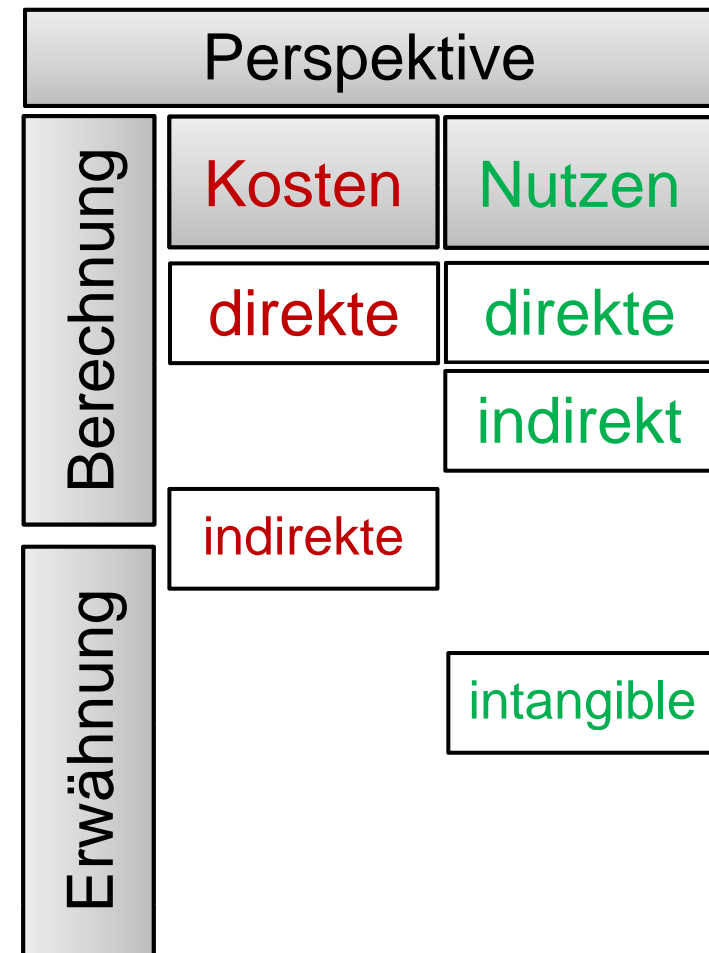 Perspektive
Berechnung
Kosten
Nutzen
direkte
direkte
indirekt
indirekte
Erwähnung
intangible